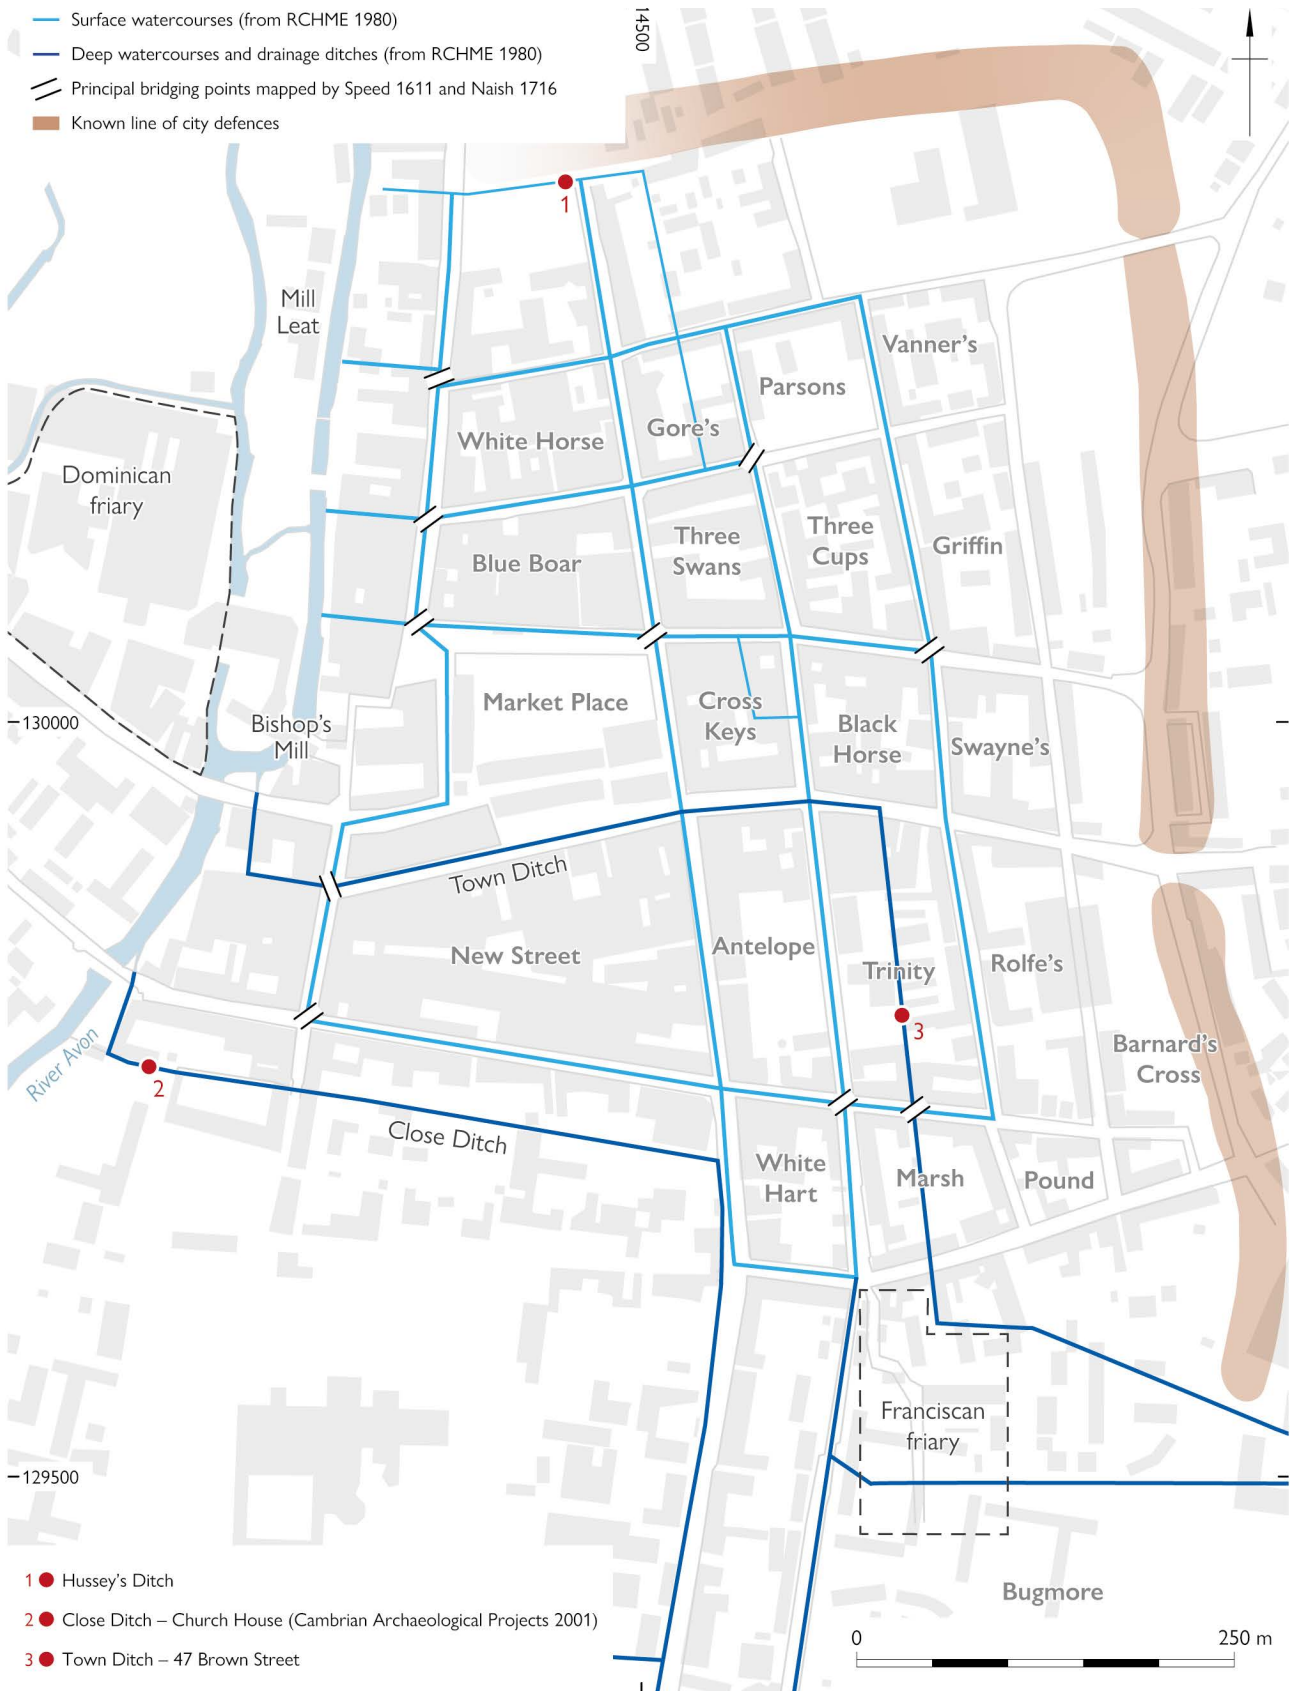 Surface watercourses (from RCHME 1980)
Deep watercourses and drainage ditches (from RCHME 1980)
Principal bridging points mapped by Speed 1611 and Naish 1716
Known line of city defences
14500
1
Mill
Leat
Vanner's
Parsons
Gore's
White Horse
Dominican
friary
Three
Swans
Three
Cups
Griffin
Blue Boar
Market Place
Cross
Keys
Black
Horse
Swayne's
130000
Bishop's
Mill
Town Ditch
New Street
Antelope
Trinity
Rolfe's
3
Barnard's
Cross
River Avon
2
Close Ditch
White
Hart
Marsh
Pound
Franciscan
friary
129500
Bugmore
1 Hussey's Ditch
2 Close Ditch – Church House (Cambrian Archaeological Projects 2001)
3 Town Ditch – 47 Brown Street
0 250 m